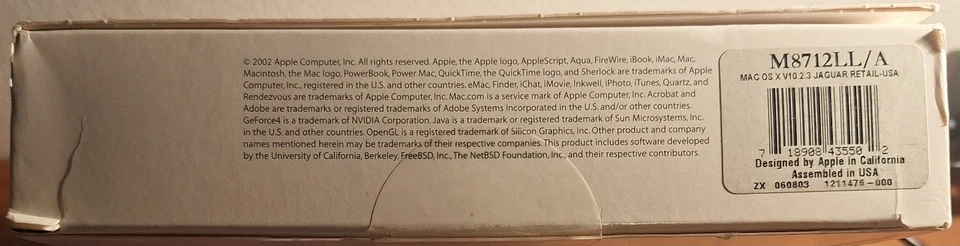 © 2002 Apple Computer, Inc. All rights reserved. Apple, the Apple logo, AppleScript, Aqua, FireWire, iBook, iMac, Mac,
Macintosh, the Mac logo, PowerBook, Power Mac, QuickTime, the QuickTime logo, and Sherlock are trademarks of Apple
Computer, Inc., registered in the U.S. and other countries. eMac, Finder, iChat, iMovie, Inkwell, iPhoto, iTunes, Quartz, and
Rendezvous are trademarks of Apple Computer, Inc. Mac.com is a service mark of Apple Computer, Inc. Acrobat and
Adobe are trademarks or registered trademarks of Adobe Systems Incorporated in the U.S. and/or other countries.
GeForce4 is a trademark of NVIDIA Corporation. Java is a trademark or registered trademark of Sun Microsystems, Inc.
in the U.S. and other countries. OpenGL is a registered trademark of Silicon Graphics, Inc. Other product and company
names mentioned herein may be trademarks of their respective companies. This product includes software developed
by the University of California, Berkeley, FreeBSD, Inc., The NetBSD Foundation, Inc., and their respective contributors.
M8712LL/A
MAC OS X V10.2.3 JAGUAR RETAIL-USA
7 18908 43550 2
Designed by Apple in California
Assembled in USA
ZX 060803 1211476-000